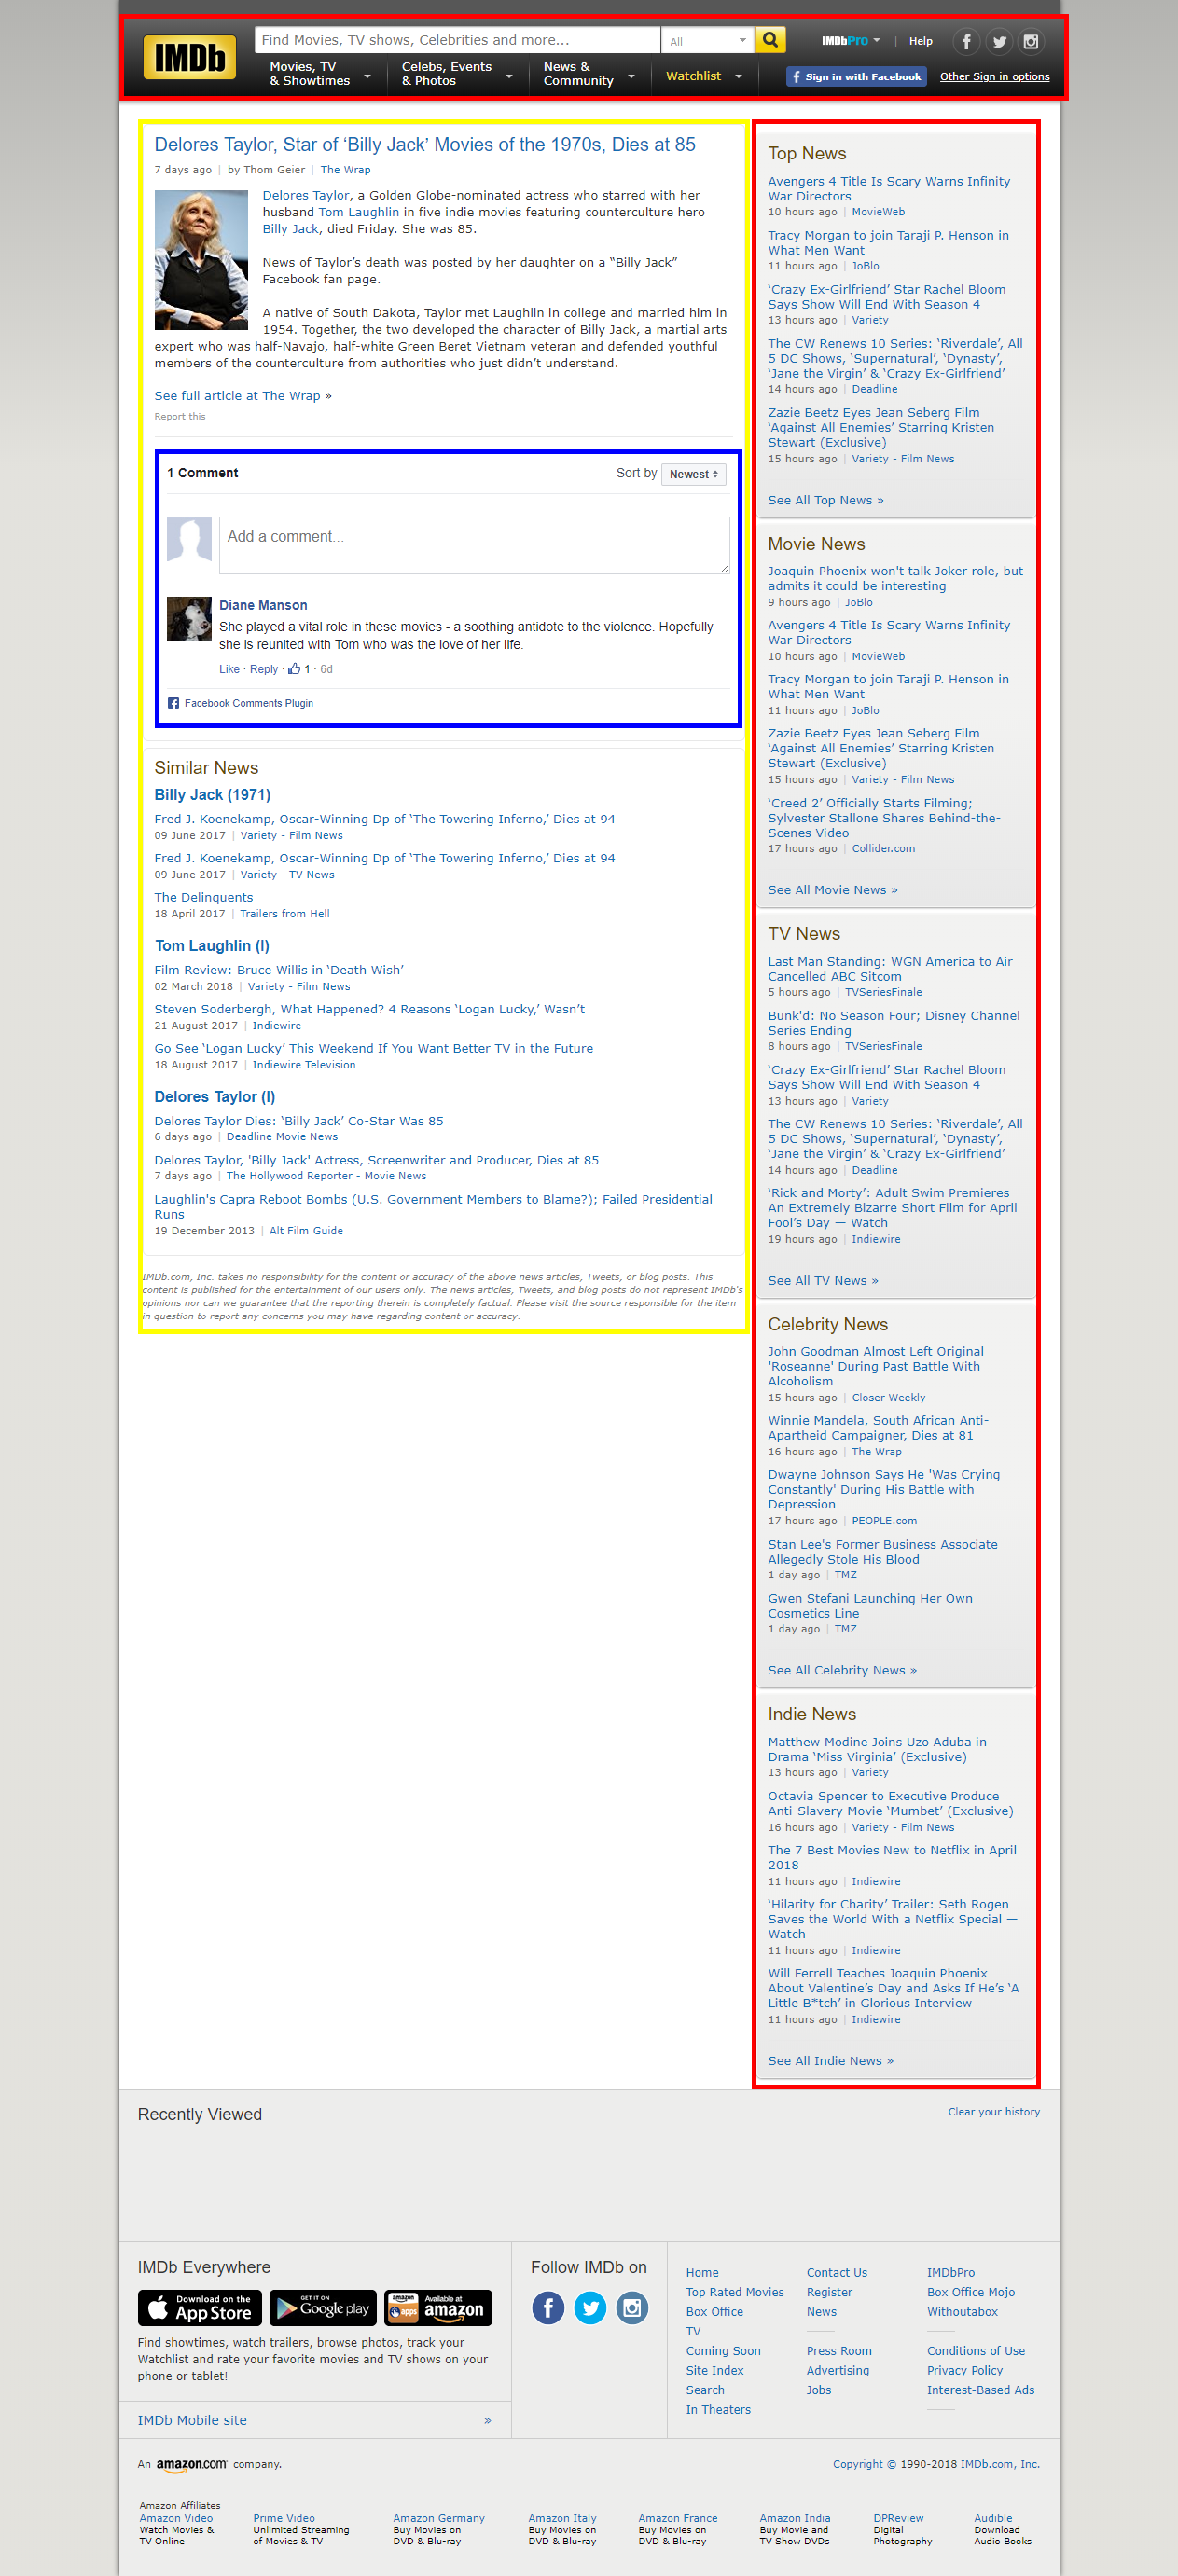 IMDb
Find Movies, TV shows, Celebrities and more...
All
IMDbPro
|
Help
Movies, TV
& Showtimes
Celebs, Events
& Photos
News &
Community
Watchlist
Sign in with Facebook
Other Sign in options
Delores Taylor, Star of ‘Billy Jack’ Movies of the 1970s, Dies at 85
7 days ago | by Thom Geier | The Wrap
Delores Taylor, a Golden Globe-nominated actress who starred with her
husband Tom Laughlin in five indie movies featuring counterculture hero
Billy Jack, died Friday. She was 85.
News of Taylor’s death was posted by her daughter on a “Billy Jack”
Facebook fan page.
A native of South Dakota, Taylor met Laughlin in college and married him in
1954. Together, the two developed the character of Billy Jack, a martial arts
expert who was half-Navajo, half-white Green Beret Vietnam veteran and defended youthful
members of the counterculture from authorities who just didn’t understand.
See full article at The Wrap »
Report this
1 Comment
Sort by Newest
Add a comment...
Diane Manson
She played a vital role in these movies - a soothing antidote to the violence. Hopefully
she is reunited with Tom who was the love of her life.
Like · Reply · 1 · 6d
Facebook Comments Plugin
Similar News
Billy Jack (1971)
Fred J. Koenekamp, Oscar-Winning Dp of ‘The Towering Inferno,’ Dies at 94
09 June 2017 | Variety - Film News
Fred J. Koenekamp, Oscar-Winning Dp of ‘The Towering Inferno,’ Dies at 94
09 June 2017 | Variety - TV News
The Delinquents
18 April 2017 | Trailers from Hell
Tom Laughlin (I)
Film Review: Bruce Willis in ‘Death Wish’
02 March 2018 | Variety - Film News
Steven Soderbergh, What Happened? 4 Reasons ‘Logan Lucky,’ Wasn’t
21 August 2017 | Indiewire
Go See ‘Logan Lucky’ This Weekend If You Want Better TV in the Future
18 August 2017 | Indiewire Television
Delores Taylor (I)
Delores Taylor Dies: ‘Billy Jack’ Co-Star Was 85
6 days ago | Deadline Movie News
Delores Taylor, 'Billy Jack' Actress, Screenwriter and Producer, Dies at 85
7 days ago | The Hollywood Reporter - Movie News
Laughlin's Capra Reboot Bombs (U.S. Government Members to Blame?); Failed Presidential
Runs
19 December 2013 | Alt Film Guide
IMDb.com, Inc. takes no responsibility for the content or accuracy of the above news articles, Tweets, or blog posts. This
content is published for the entertainment of our users only. The news articles, Tweets, and blog posts do not represent IMDb's
opinions nor can we guarantee that the reporting therein is completely factual. Please visit the source responsible for the item
in question to report any concerns you may have regarding content or accuracy.
Top News
Avengers 4 Title Is Scary Warns Infinity
War Directors
10 hours ago | MovieWeb
Tracy Morgan to join Taraji P. Henson in
What Men Want
11 hours ago | JoBlo
‘Crazy Ex-Girlfriend’ Star Rachel Bloom
Says Show Will End With Season 4
13 hours ago | Variety
The CW Renews 10 Series: ‘Riverdale’, All
5 DC Shows, ‘Supernatural’, ‘Dynasty’,
‘Jane the Virgin’ & ‘Crazy Ex-Girlfriend’
14 hours ago | Deadline
Zazie Beetz Eyes Jean Seberg Film
‘Against All Enemies’ Starring Kristen
Stewart (Exclusive)
15 hours ago | Variety - Film News
See All Top News »
Movie News
Joaquin Phoenix won't talk Joker role, but
admits it could be interesting
9 hours ago | JoBlo
Avengers 4 Title Is Scary Warns Infinity
War Directors
10 hours ago | MovieWeb
Tracy Morgan to join Taraji P. Henson in
What Men Want
11 hours ago | JoBlo
Zazie Beetz Eyes Jean Seberg Film
‘Against All Enemies’ Starring Kristen
Stewart (Exclusive)
15 hours ago | Variety - Film News
‘Creed 2’ Officially Starts Filming;
Sylvester Stallone Shares Behind-the-
Scenes Video
17 hours ago | Collider.com
See All Movie News »
TV News
Last Man Standing: WGN America to Air
Cancelled ABC Sitcom
5 hours ago | TVSeriesFinale
Bunk'd: No Season Four; Disney Channel
Series Ending
8 hours ago | TVSeriesFinale
‘Crazy Ex-Girlfriend’ Star Rachel Bloom
Says Show Will End With Season 4
13 hours ago | Variety
The CW Renews 10 Series: ‘Riverdale’, All
5 DC Shows, ‘Supernatural’, ‘Dynasty’,
‘Jane the Virgin’ & ‘Crazy Ex-Girlfriend’
14 hours ago | Deadline
‘Rick and Morty’: Adult Swim Premieres
An Extremely Bizarre Short Film for April
Fool’s Day — Watch
19 hours ago | Indiewire
See All TV News »
Celebrity News
John Goodman Almost Left Original
'Roseanne' During Past Battle With
Alcoholism
15 hours ago | Closer Weekly
Winnie Mandela, South African Anti-
Apartheid Campaigner, Dies at 81
16 hours ago | The Wrap
Dwayne Johnson Says He 'Was Crying
Constantly' During His Battle with
Depression
17 hours ago | PEOPLE.com
Stan Lee's Former Business Associate
Allegedly Stole His Blood
1 day ago | TMZ
Gwen Stefani Launching Her Own
Cosmetics Line
1 day ago | TMZ
See All Celebrity News »
Indie News
Matthew Modine Joins Uzo Aduba in
Drama ‘Miss Virginia’ (Exclusive)
13 hours ago | Variety
Octavia Spencer to Executive Produce
Anti-Slavery Movie ‘Mumbet’ (Exclusive)
16 hours ago | Variety - Film News
The 7 Best Movies New to Netflix in April
2018
11 hours ago | Indiewire
‘Hilarity for Charity’ Trailer: Seth Rogen
Saves the World With a Netflix Special —
Watch
11 hours ago | Indiewire
Will Ferrell Teaches Joaquin Phoenix
About Valentine’s Day and Asks If He’s ‘A
Little B*tch’ in Glorious Interview
11 hours ago | Indiewire
See All Indie News »
Recently Viewed
Clear your history
IMDb Everywhere
Download on the
App Store
GET IT ON
Google play
amazon
apps
Available at
amazon
Find showtimes, watch trailers, browse photos, track your
Watchlist and rate your favorite movies and TV shows on your
phone or tablet!
IMDb Mobile site »
Follow IMDb on
Home
Top Rated Movies
Box Office
TV
Coming Soon
Site Index
Search
In Theaters
Contact Us
Register
News
Press Room
Advertising
Jobs
IMDbPro
Box Office Mojo
Withoutabox
Conditions of Use
Privacy Policy
Interest-Based Ads
An amazon.com company.
Copyright © 1990-2018 IMDb.com, Inc.
Amazon Affiliates
Amazon Video
Watch Movies &
TV Online
Prime Video
Unlimited Streaming
of Movies & TV
Amazon Germany
Buy Movies on
DVD & Blu-ray
Amazon Italy
Buy Movies on
DVD & Blu-ray
Amazon France
Buy Movies on
DVD & Blu-ray
Amazon India
Buy Movie and
TV Show DVDs
DPReview
Digital
Photography
Audible
Download
Audio Books